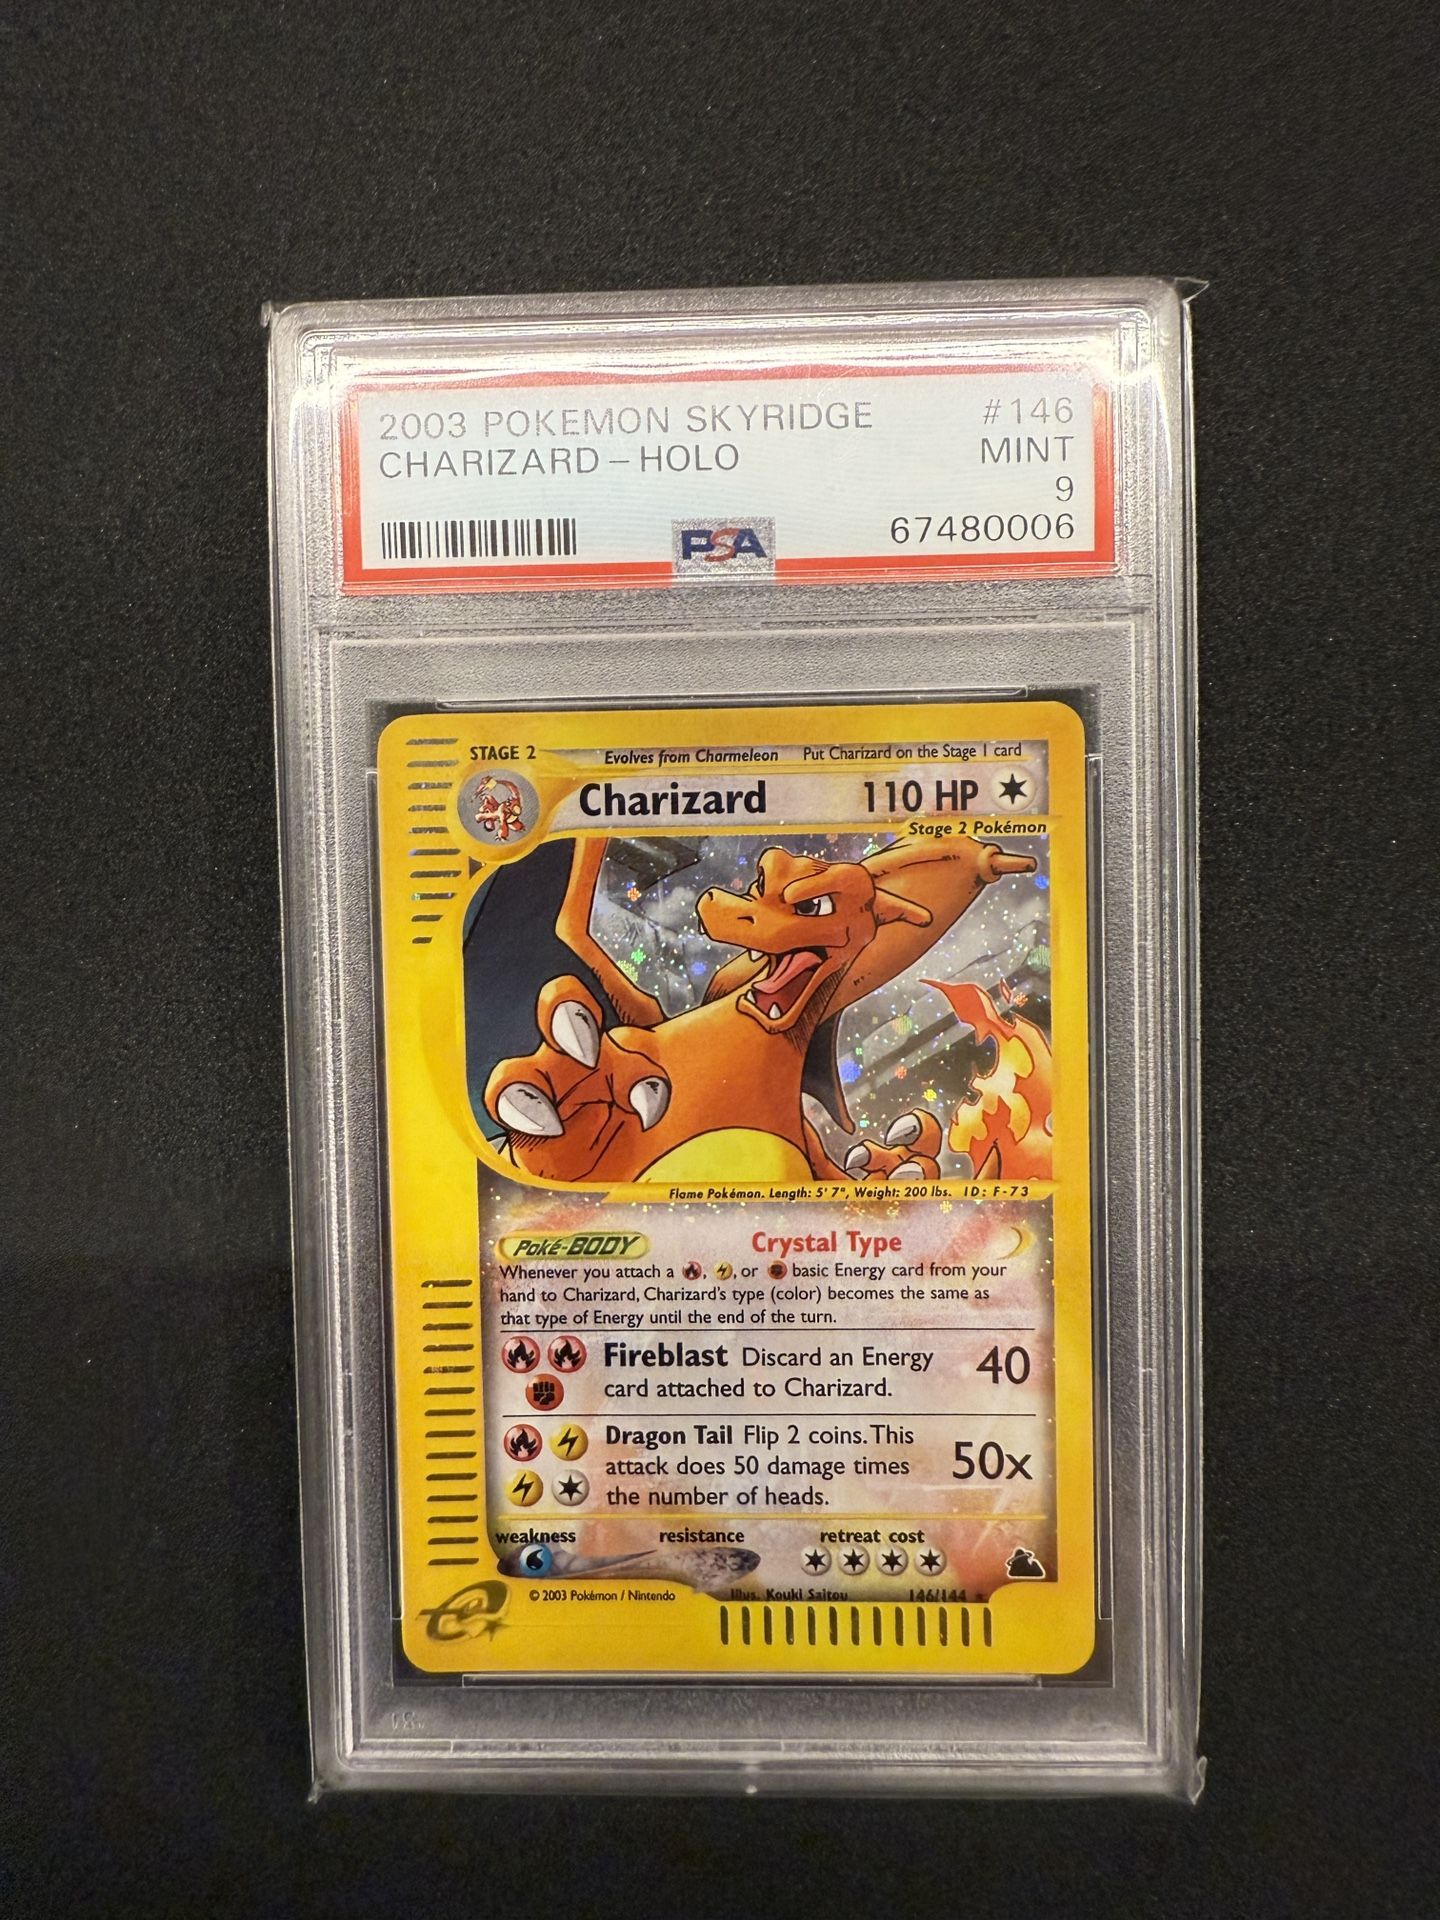 2003 POKEMON SKYRIDGE #146
CHARIZARD - HOLO MINT
9
PSA 67480006
STAGE 2 Evolves from Charmeleon Put Charizard on the Stage 1 card
Charizard 110 HP
Stage 2 Pokémon
Flame Pokémon. Length: 5' 7", Weight: 200 lbs. ID: F-73
Poké-BODY Crystal Type
Whenever you attach a , , or basic Energy card from your
hand to Charizard, Charizard's type (color) becomes the same as
that type of Energy until the end of the turn.
Fireblast Discard an Energy 40
card attached to Charizard.
Dragon Tail Flip 2 coins. This
attack does 50 damage times 50x
the number of heads.
weakness resistance retreat cost
© 2003 Pokémon / Nintendo Illus. Kouki Saitou 146/144
e